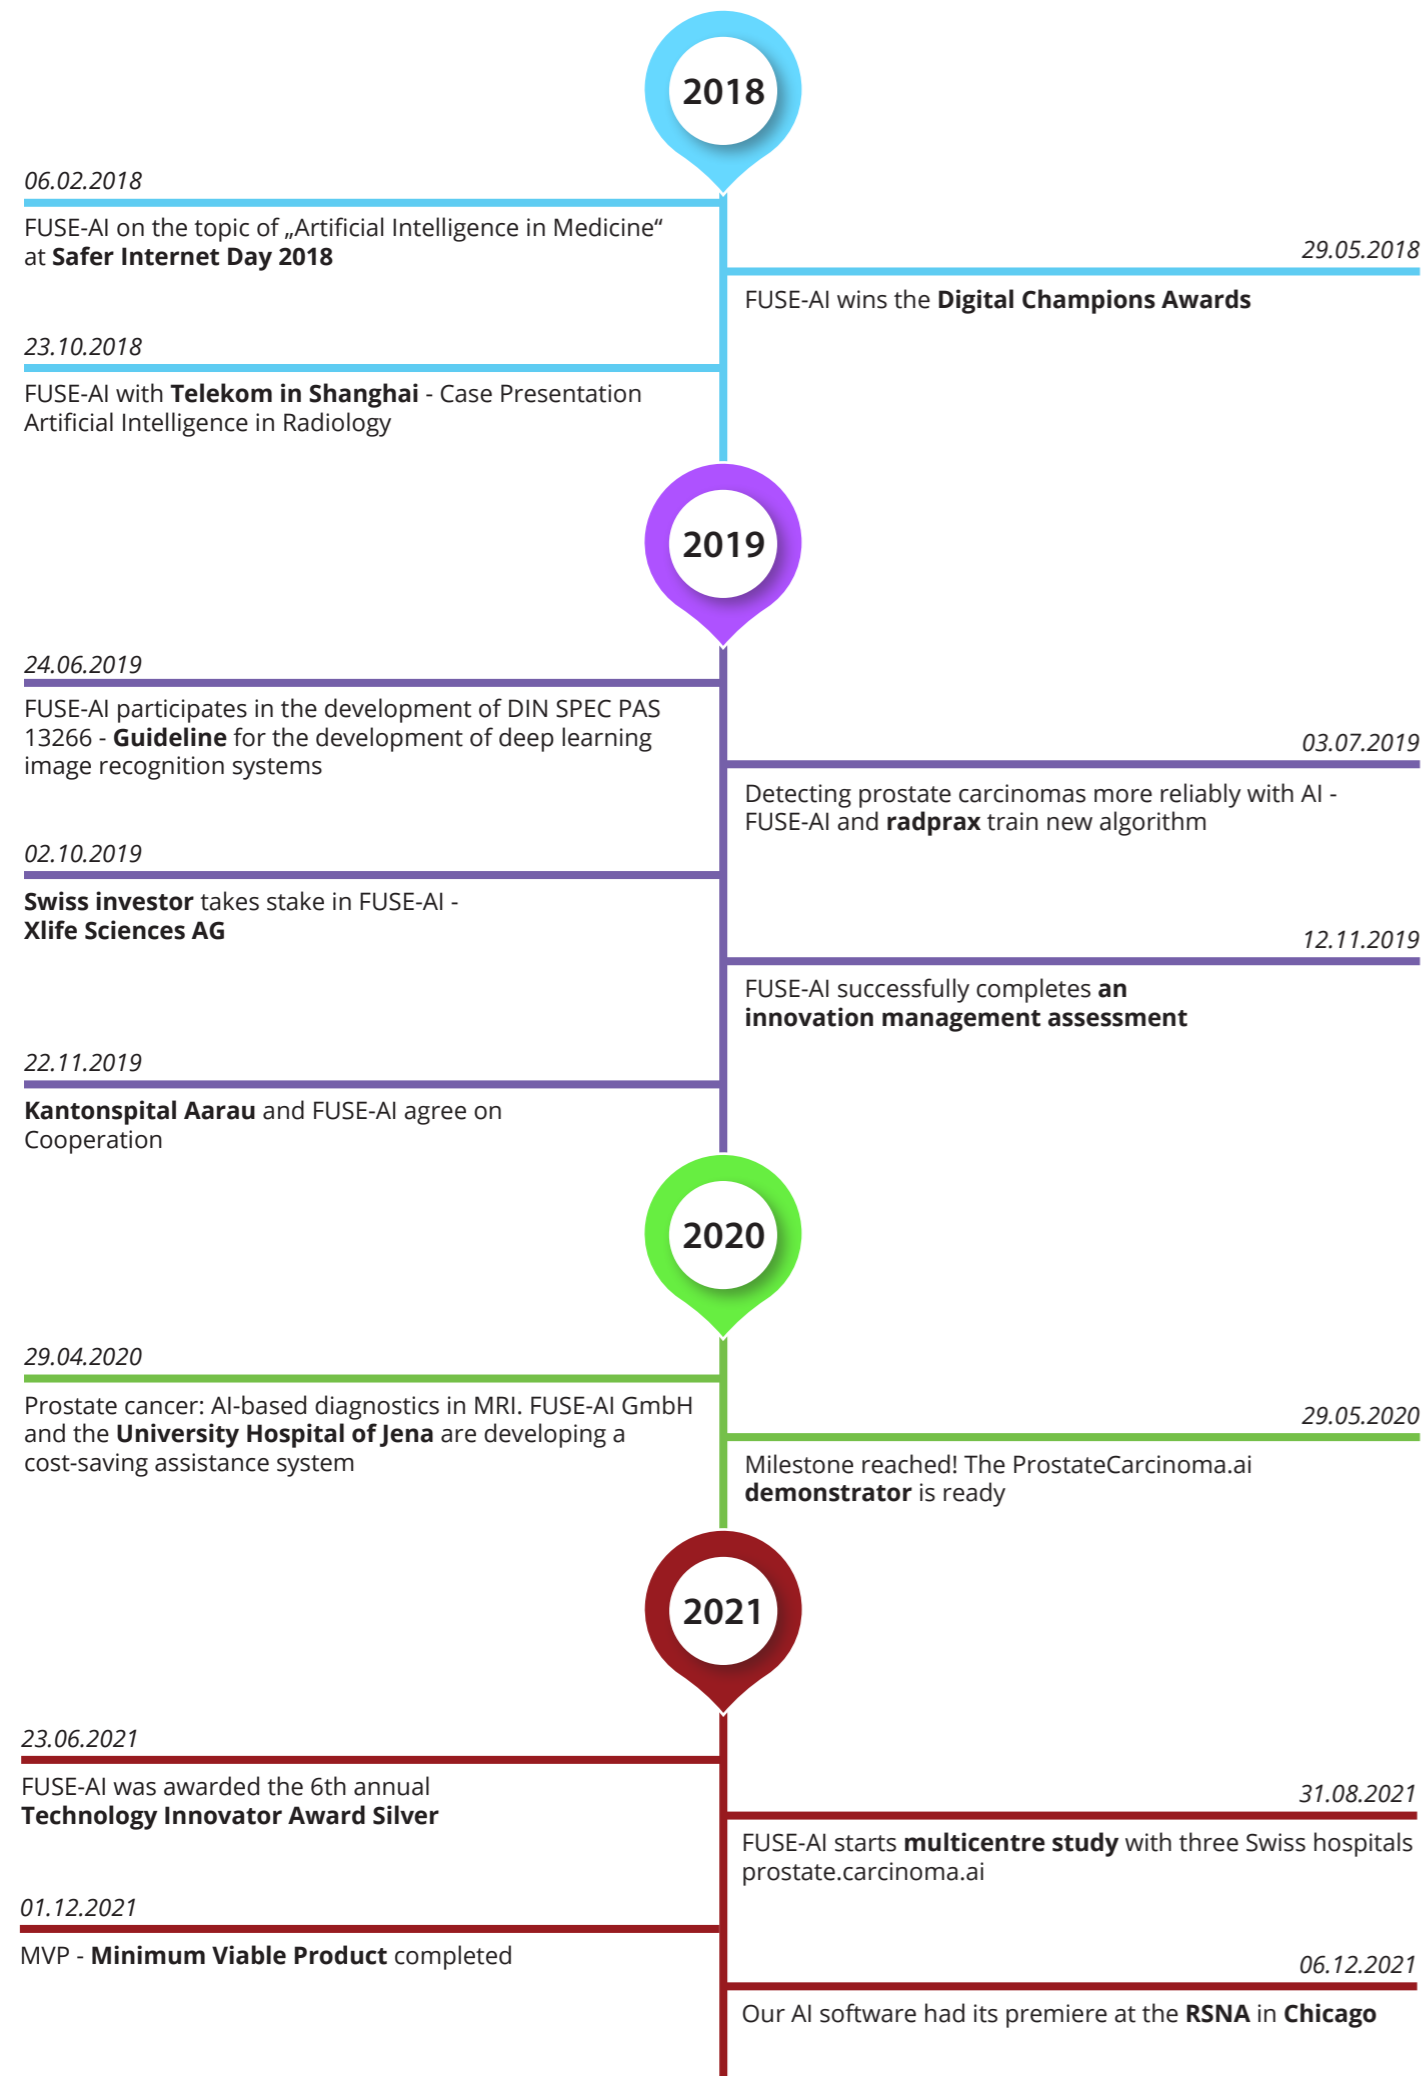 2018
06.02.2018
FUSE-AI on the topic of „Artificial Intelligence in Medicine“
at Safer Internet Day 2018
29.05.2018
FUSE-AI wins the Digital Champions Awards
23.10.2018
FUSE-AI with Telekom in Shanghai - Case Presentation
Artificial Intelligence in Radiology
2019
24.06.2019
FUSE-AI participates in the development of DIN SPEC PAS
13266 - Guideline for the development of deep learning
image recognition systems
03.07.2019
Detecting prostate carcinomas more reliably with AI -
FUSE-AI and radprax train new algorithm
02.10.2019
Swiss investor takes stake in FUSE-AI -
Xlife Sciences AG
12.11.2019
FUSE-AI successfully completes an
innovation management assessment
22.11.2019
Kantonspital Aarau and FUSE-AI agree on
Cooperation
2020
29.04.2020
Prostate cancer: AI-based diagnostics in MRI. FUSE-AI GmbH
and the University Hospital of Jena are developing a
cost-saving assistance system
29.05.2020
Milestone reached! The ProstateCarcinoma.ai
demonstrator is ready
2021
23.06.2021
FUSE-AI was awarded the 6th annual
Technology Innovator Award Silver
31.08.2021
FUSE-AI starts multicentre study with three Swiss hospitals
prostate.carcinoma.ai
01.12.2021
MVP - Minimum Viable Product completed
06.12.2021
Our AI software had its premiere at the RSNA in Chicago